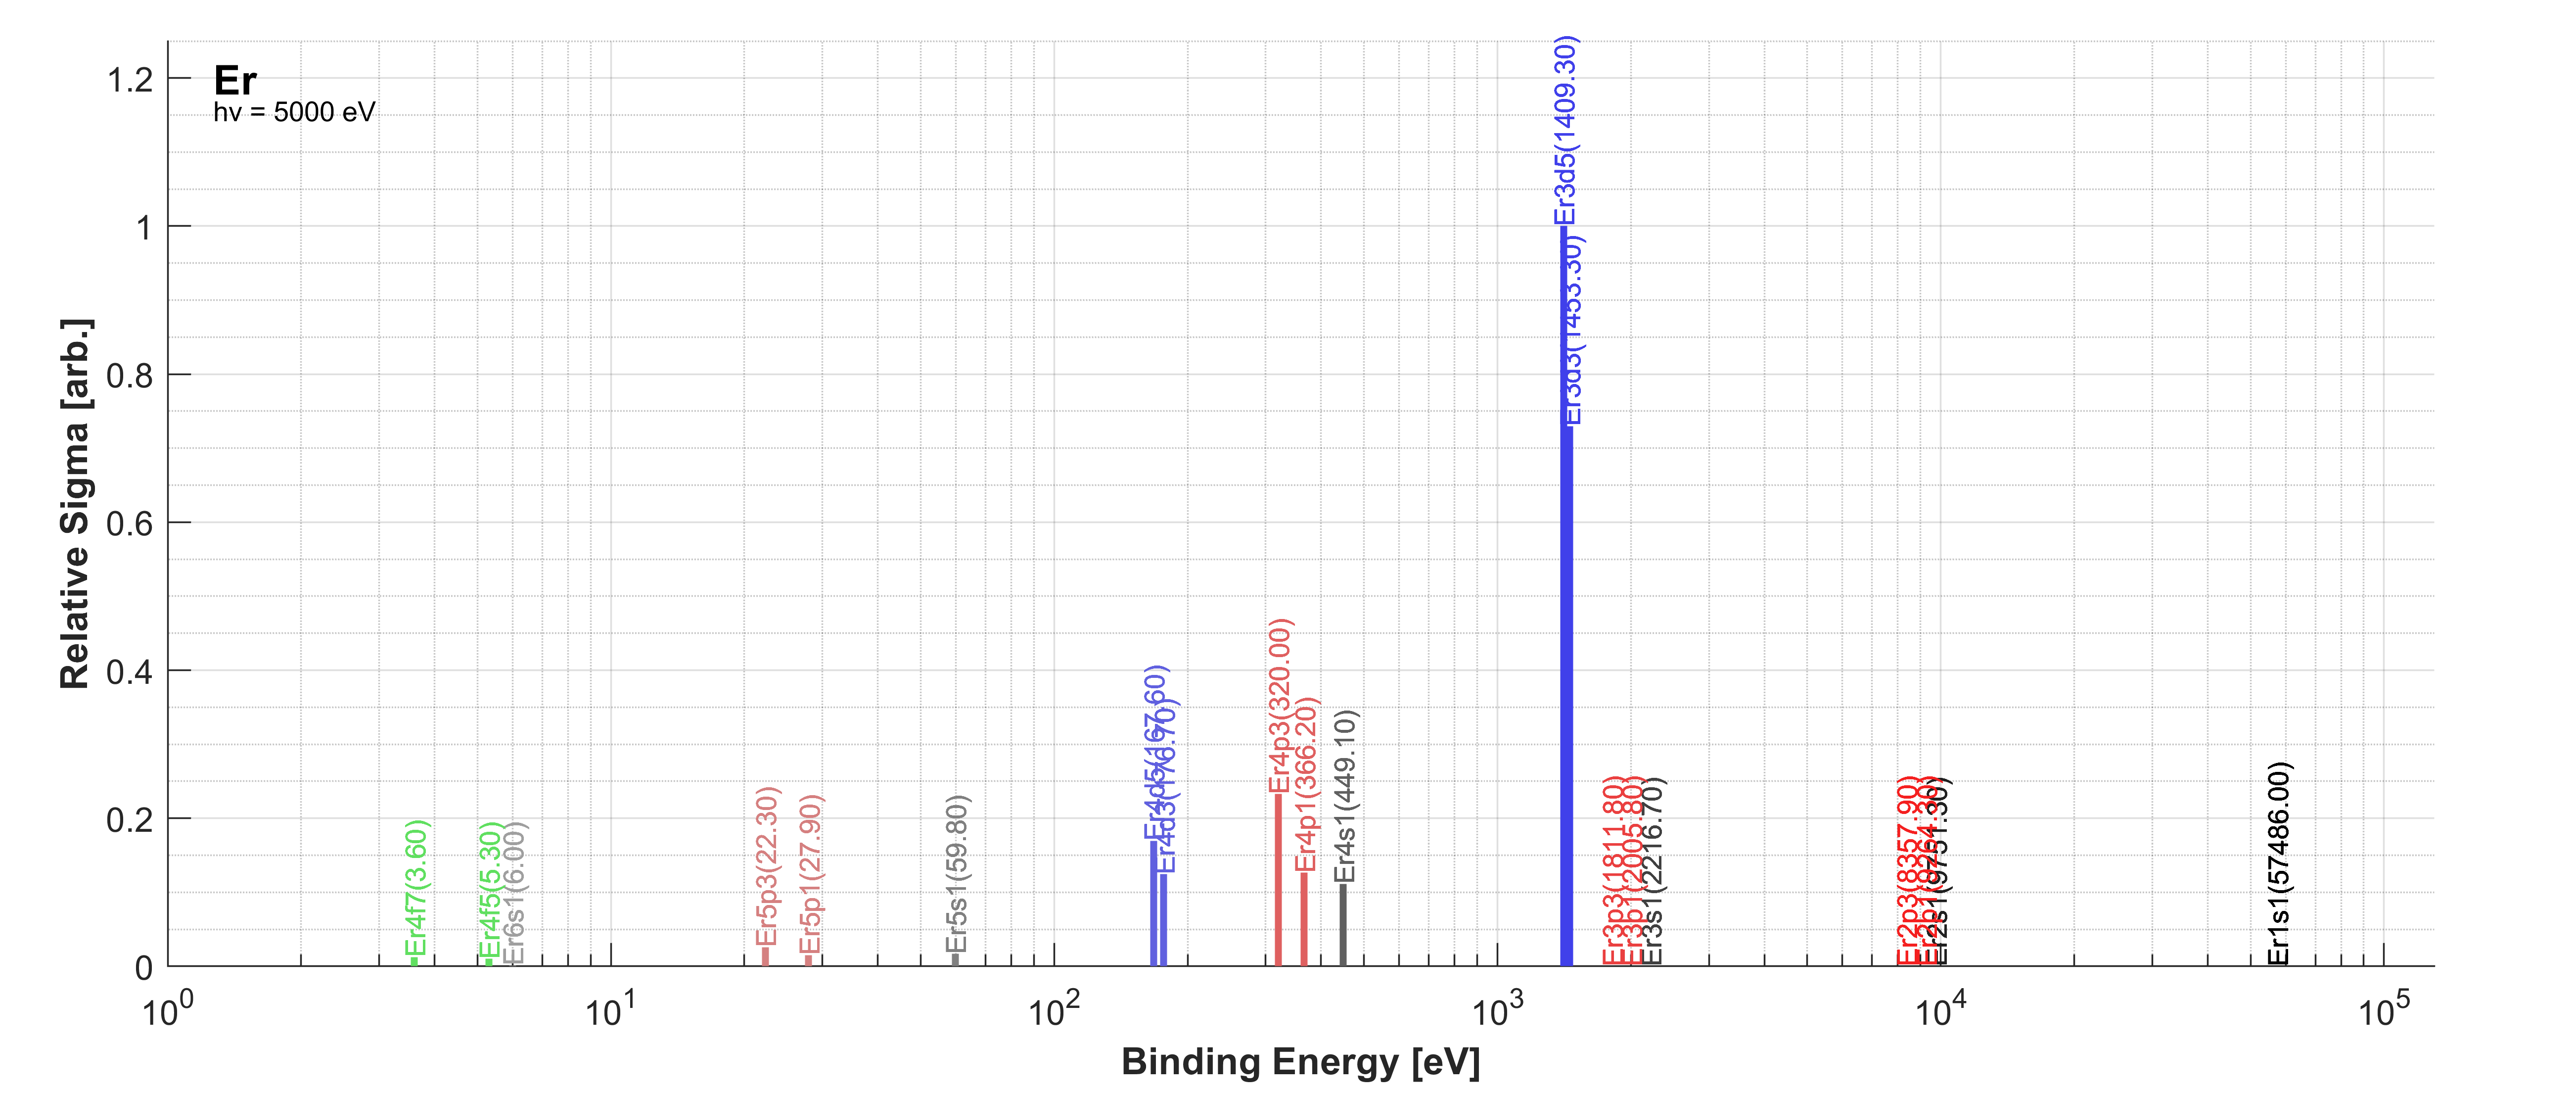 Er
hv = 5000 eV
Relative Sigma [arb.]
1.2
1
0.8
0.6
0.4
0.2
0
Er4f7(3.60)
Er4f5(5.30)
Er6s1(6.00)
Er5p3(22.30)
Er5p1(27.90)
Er5s1(59.80)
Er4d5(167.60)
Er4d3(176.70)
Er4p3(320.00)
Er4p1(366.20)
Er4s1(449.10)
Er3d5(1409.30)
Er3d3(1453.30)
Er3p3(1811.80)
Er3p1(2005.80)
Er3s1(2216.70)
Er2p3(8357.90)
Er2p1(9264.30)
Er2s1(9751.30)
Er1s1(57486.00)
10^0
10^1
10^2
10^3
10^4
10^5
Binding Energy [eV]